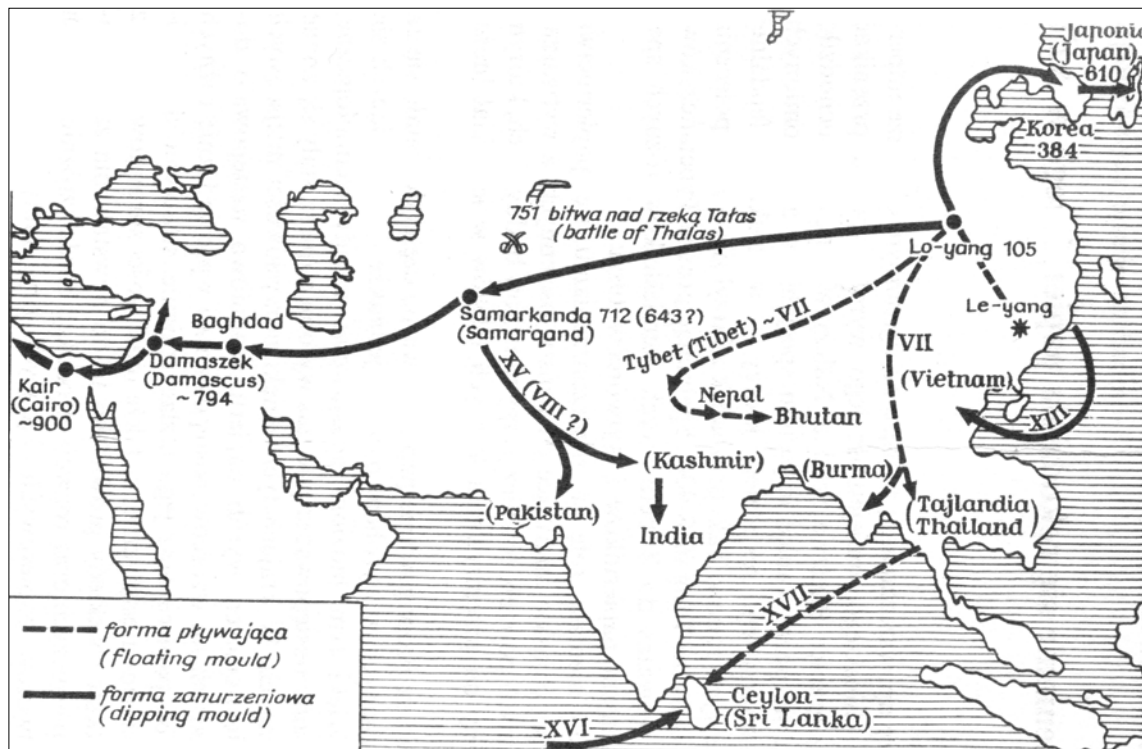 Japonia
(Japan)
610
Korea
384
751 bitwa nad rzeką Tałas
(battle of Thalas)
Lo-yang 105
Le-yang
Samarkanda 712 (643?)
(Samarqand)
Baghdad
Damaszek
(Damascus)
~794
Kair
(Cairo)
~900
Tybet (Tibet) ~VII
VII
Nepal
Bhutan
(Vietnam)
XIII
XV (VIII ?)
(Kashmir)
(Burma)
(Pakistan)
India
(Tajlandia
Thailand)
XVII
Ceylon
(Sri Lanka)
XVI
forma pływająca
(floating mould)
forma zanurzeniowa
(dipping mould)